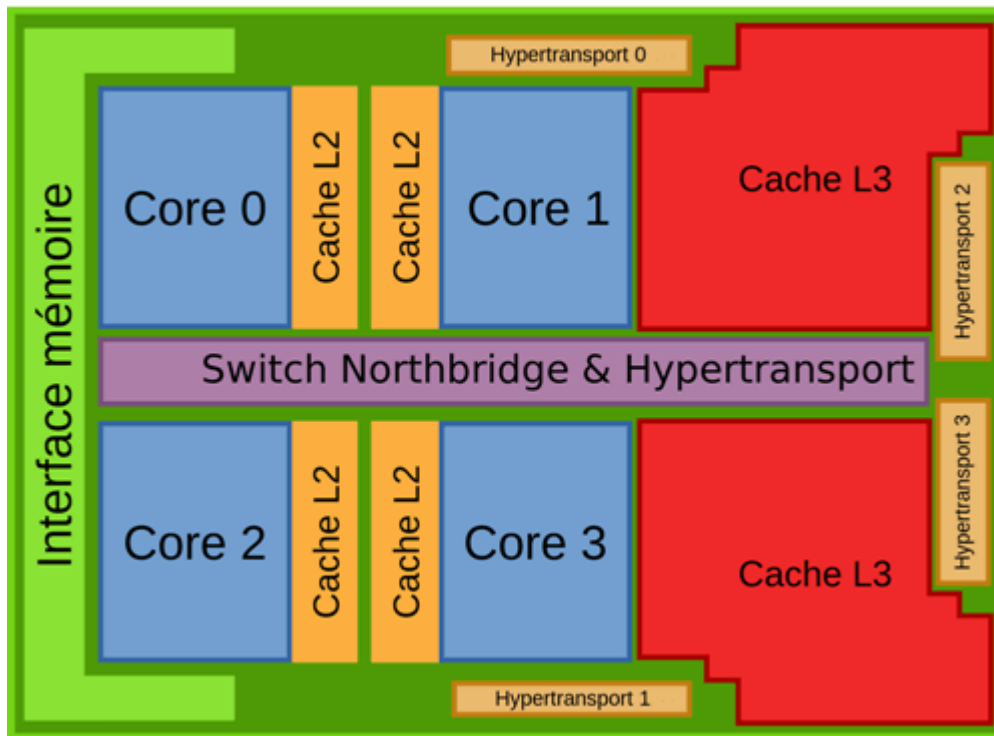 Interface mémoire
Hypertransport 0
Core 0
Cache L2
Cache L2
Core 1
Cache L3
Hypertransport 2
Switch Northbridge & Hypertransport
Core 2
Cache L2
Cache L2
Core 3
Cache L3
Hypertransport 3
Hypertransport 1